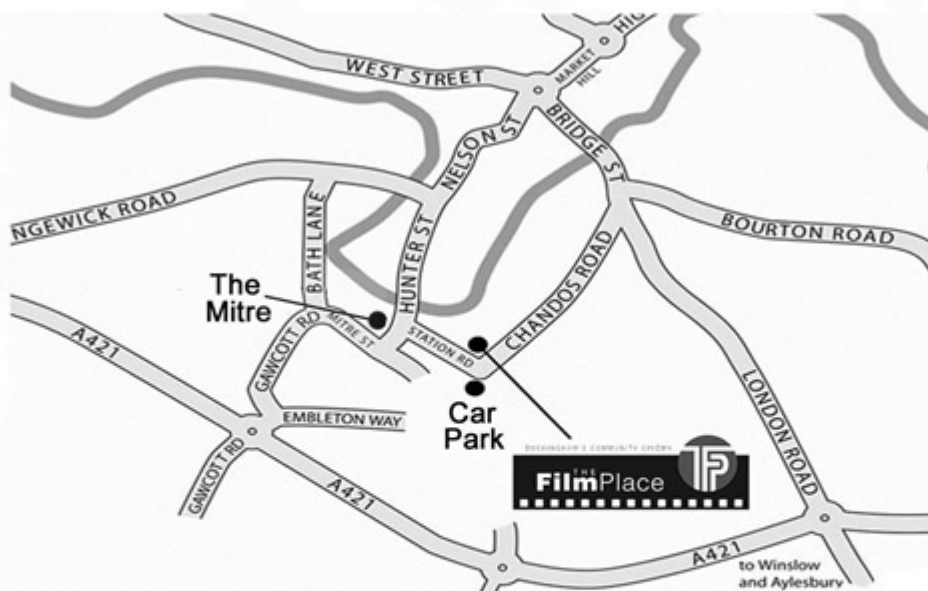 HIG
WEST STREET
MARKET
HILL
NELSON ST
BRIDGE ST
NGEWICK ROAD
BATH LANE
HUNTER ST
BOURTON ROAD
The
Mitre
CHANDOS ROAD
MITRE ST
STATION RD
GAWCOTT RD
A421
LONDON ROAD
EMBLETON WAY
Car
Park
BUCKINGHAM'S COMMUNITY CINEMA
THE
FilmPlace
TFP
GAWCOTT RD
A421
A421
to Winslow
and Aylesbury